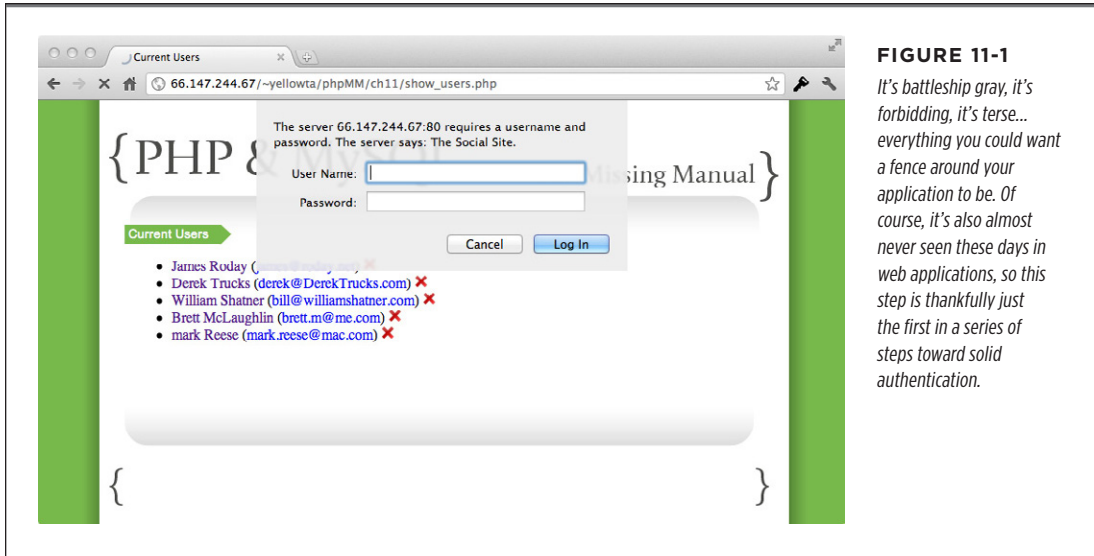 Current Users
66.147.244.67/~yellowta/phpMM/ch11/show_users.php
The server 66.147.244.67:80 requires a username and
password. The server says: The Social Site.
User Name:
Password:
Cancel Log In
{PHP & MySQL
Missing Manual}
Current Users
• James Roday (
• Derek Trucks (derek@DerekTrucks.com)
• William Shatner (bill@williamshatner.com)
• Brett McLaughlin (brett.m@me.com)
• mark Reese (mark.reese@mac.com)
{ }
FIGURE 11-1
It's battleship gray, it's
forbidding, it's terse...
everything you could want
a fence around your
application to be. Of
course, it's also almost
never seen these days in
web applications, so this
step is thankfully just
the first in a series of
steps toward solid
authentication.